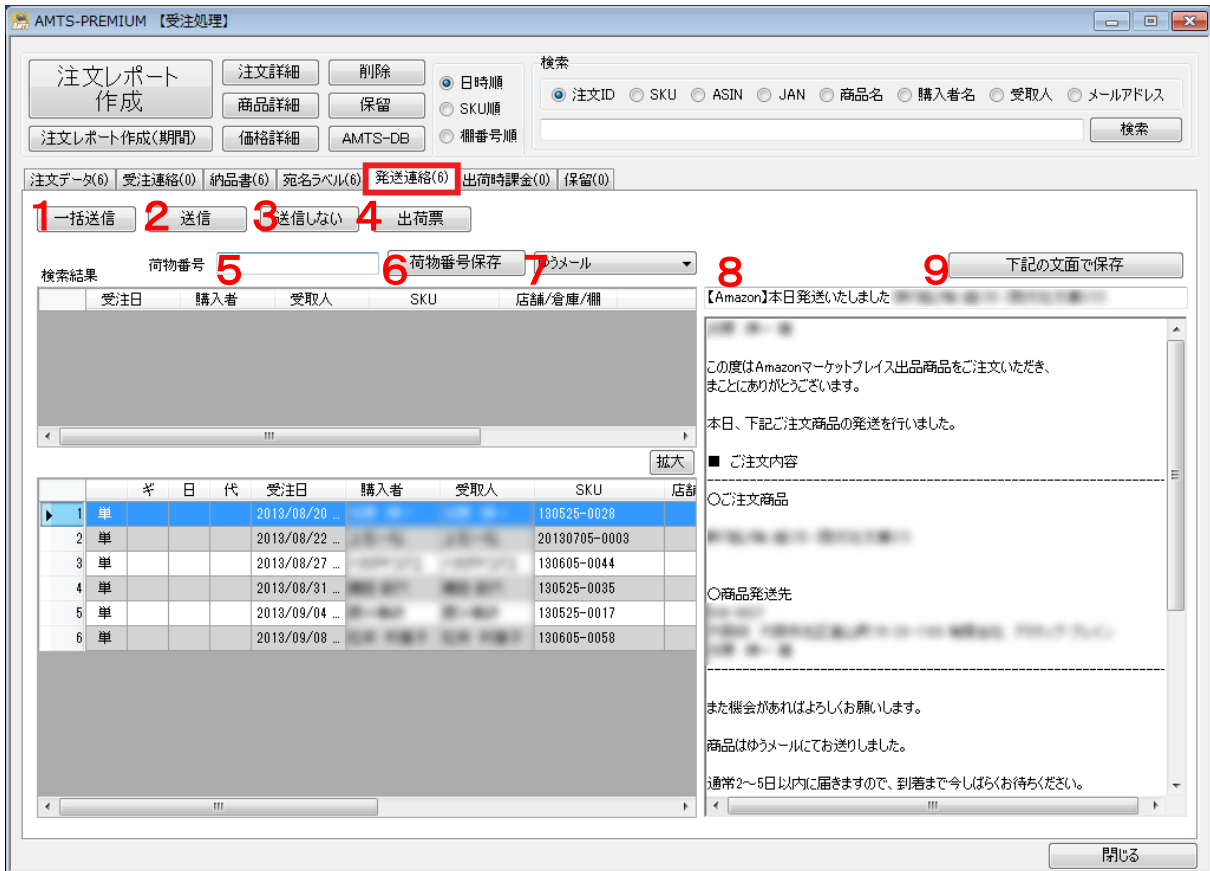 AMTS-PREMIUM 【受注処理】
注文レポート
作成
注文詳細
削除
商品詳細
保留
注文レポート作成(期間)
価格詳細
AMTS-DB
日時順
SKU順
棚番号順
検索
注文ID
SKU
ASIN
JAN
商品名
購入者名
受取人
メールアドレス
検索
注文データ(6)
受注連絡(0)
納品書(6)
宛名ラベル(6)
発送連絡(6)
出荷時課金(0)
保留(0)
1 一括送信
2 送信
3 送信しない
4 出荷票
検索結果
荷物番号
5
6 荷物番号保存
7 ゆうメール
8
9 下記の文面で保存
受注日 購入者 受取人 SKU 店舗/倉庫/棚
拡大
ギ 日 代 受注日 購入者 受取人 SKU 店舗
1 単 2013/08/20 ... 130525-0028
2 単 2013/08/22 ... 20130705-0003
3 単 2013/08/27 ... 130605-0044
4 単 2013/08/31 ... 130525-0035
5 単 2013/09/04 ... 130525-0017
6 単 2013/09/08 ... 130605-0058
【Amazon】本日発送いたしました
この度はAmazonマーケットプレイス出品商品をご注文いただき、
まことにありがとうございます。
本日、下記ご注文商品の発送を行いました。
■ ご注文内容
○ご注文商品
○商品発送先
また機会があればよろしくお願いします。
商品はゆうメールにてお送りしました。
通常2～5日以内に届きますので、到着まで今しばらくお待ちください。
閉じる